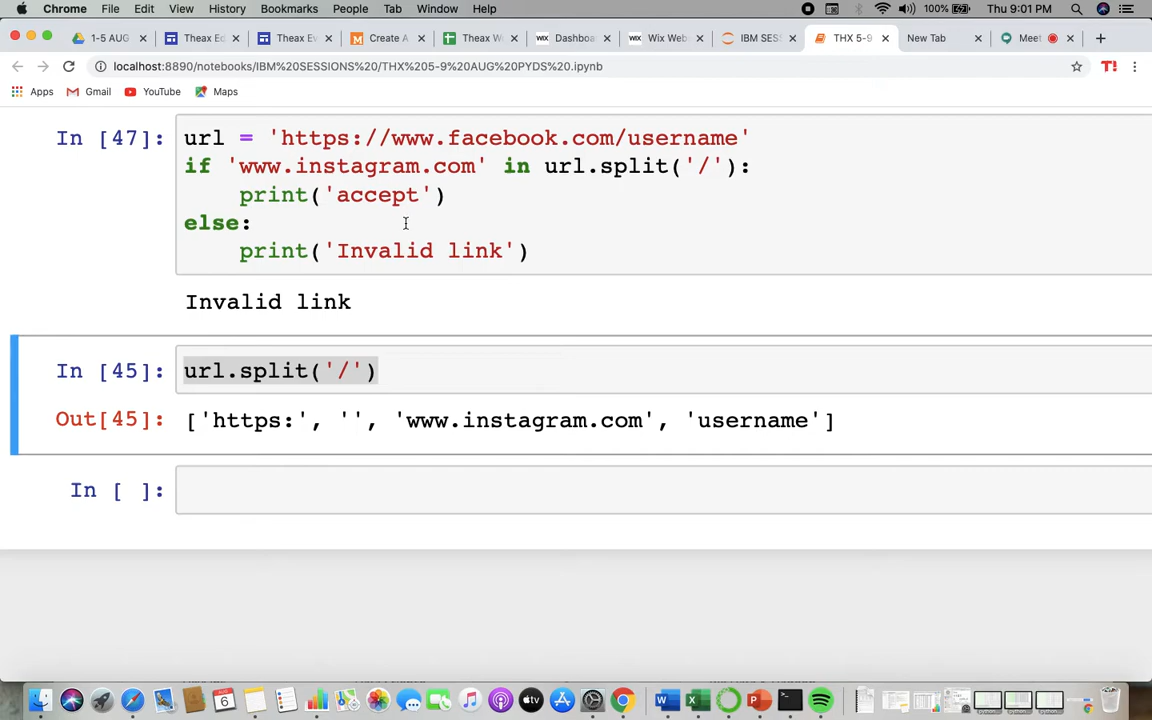 Chrome File Edit View History Bookmarks People Tab Window Help 100% Thu 9:01 PM
1-5 AUG Theax Ed Theax Ev Create A Theax W Dashboa Wix Web IBM SES THX 5-9 New Tab Meet
localhost:8890/notebooks/IBM%20SESSIONS%20/THX%205-9%20AUG%20PYDS%20.ipynb T!
Apps Gmail YouTube Maps
In [47]: url = 'https://www.facebook.com/username'
if 'www.instagram.com' in url.split('/'):
print('accept')
else:
print('Invalid link')
Invalid link
In [45]: url.split('/')
Out[45]: ['https:', '', 'www.instagram.com', 'username']
In [ ]: